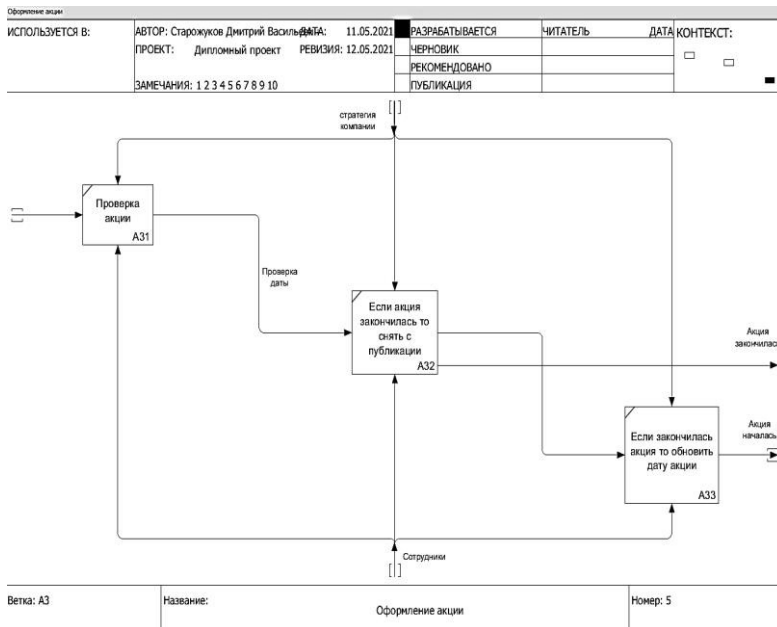 Оформление акции
ИСПОЛЬЗУЕТСЯ В:
АВТОР: Старожуков Дмитрий Васильевич
ДАТА: 11.05.2021
РАЗРАБАТЫВАЕТСЯ
ЧИТАТЕЛЬ
ДАТА
КОНТЕКСТ:
ПРОЕКТ: Дипломный проект
РЕВИЗИЯ: 12.05.2021
ЧЕРНОВИК
РЕКОМЕНДОВАНО
ЗАМЕЧАНИЯ: 1 2 3 4 5 6 7 8 9 10
ПУБЛИКАЦИЯ
стратегия
компании
Проверка
акции
A31
Проверка
даты
Если акция
закончилась то
снять с
публикации
A32
Акция
закончилас
Акция
началась
Если закончилась
акция то обновить
дату акции
A33
Сотрудники
Ветка: A3
Название:
Оформление акции
Номер: 5